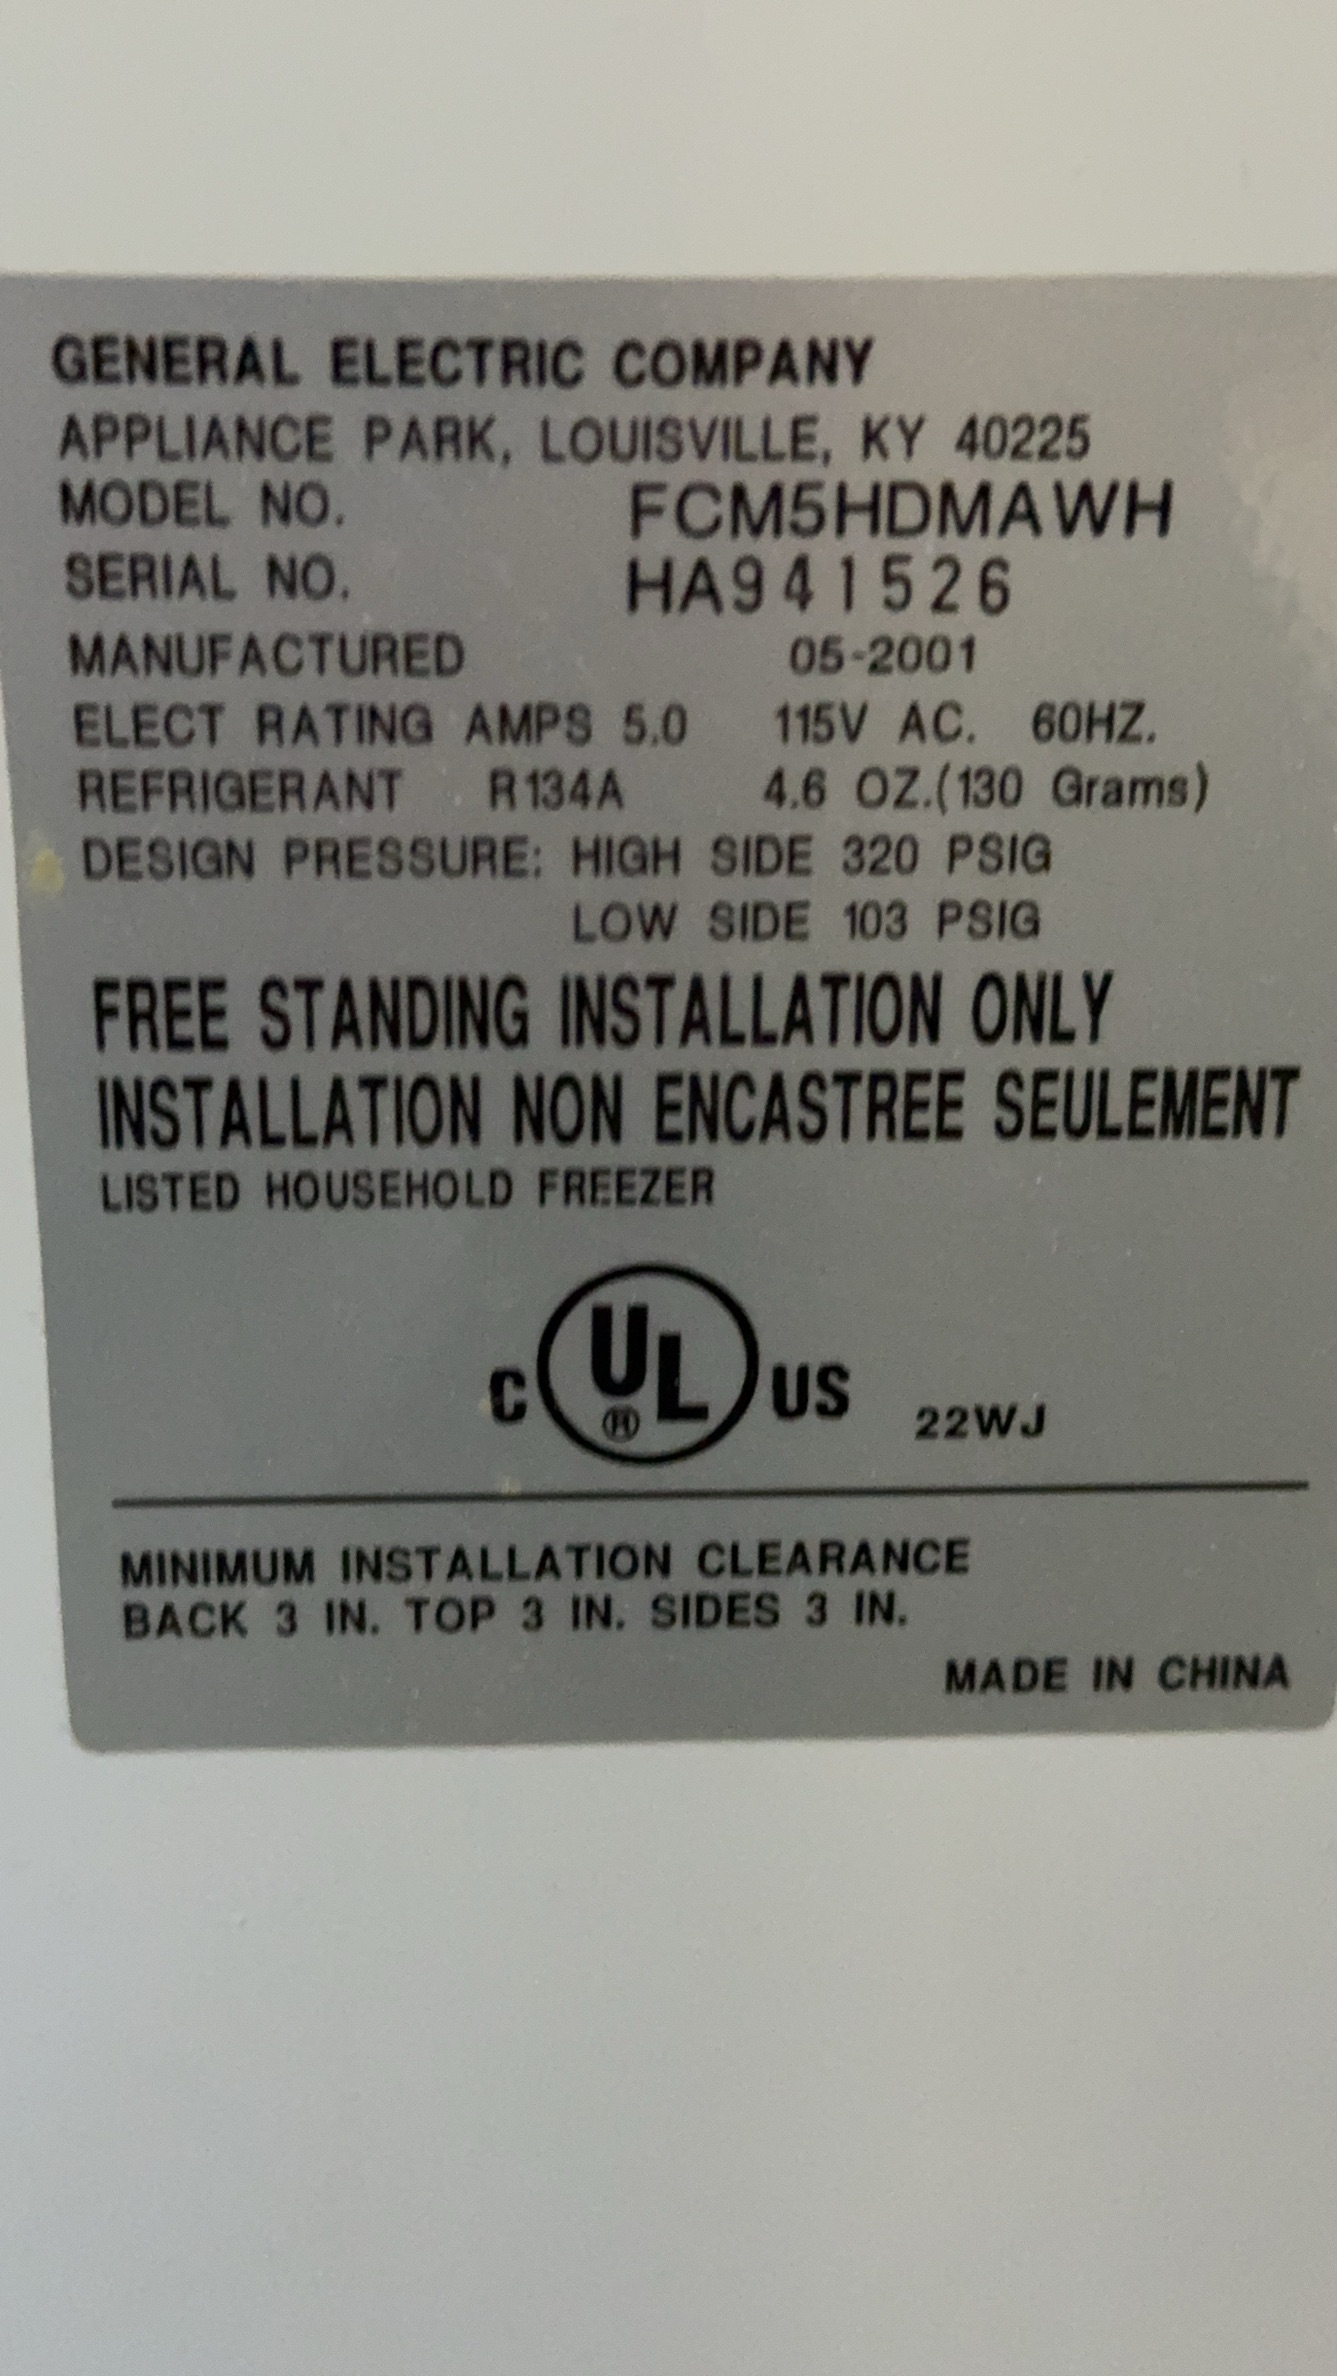 GENERAL ELECTRIC COMPANY
APPLIANCE PARK, LOUISVILLE, KY 40225
MODEL NO. FCM5HDMAWH
SERIAL NO. HA941526
MANUFACTURED 05-2001
ELECT RATING AMPS 5.0 115V AC. 60HZ.
REFRIGERANT R134A 4.6 OZ.(130 Grams)
DESIGN PRESSURE: HIGH SIDE 320 PSIG
LOW SIDE 103 PSIG
FREE STANDING INSTALLATION ONLY
INSTALLATION NON ENCASTREE SEULEMENT
LISTED HOUSEHOLD FREEZER
C UL® US 22WJ
MINIMUM INSTALLATION CLEARANCE
BACK 3 IN. TOP 3 IN. SIDES 3 IN.
MADE IN CHINA